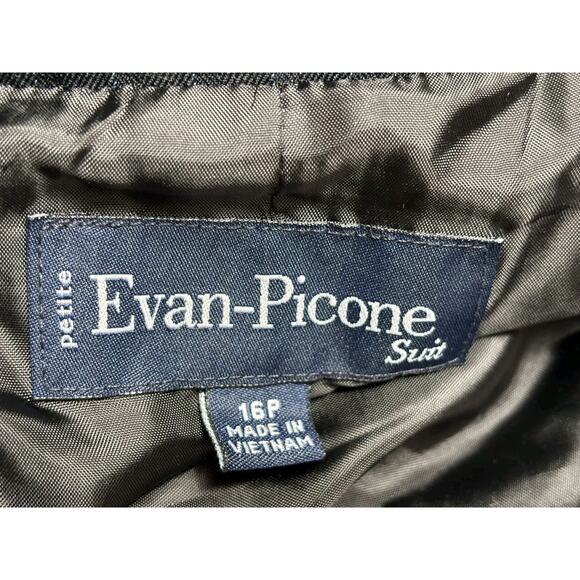 petite
Evan-Picone
Suit
16P
MADE IN
VIETNAM